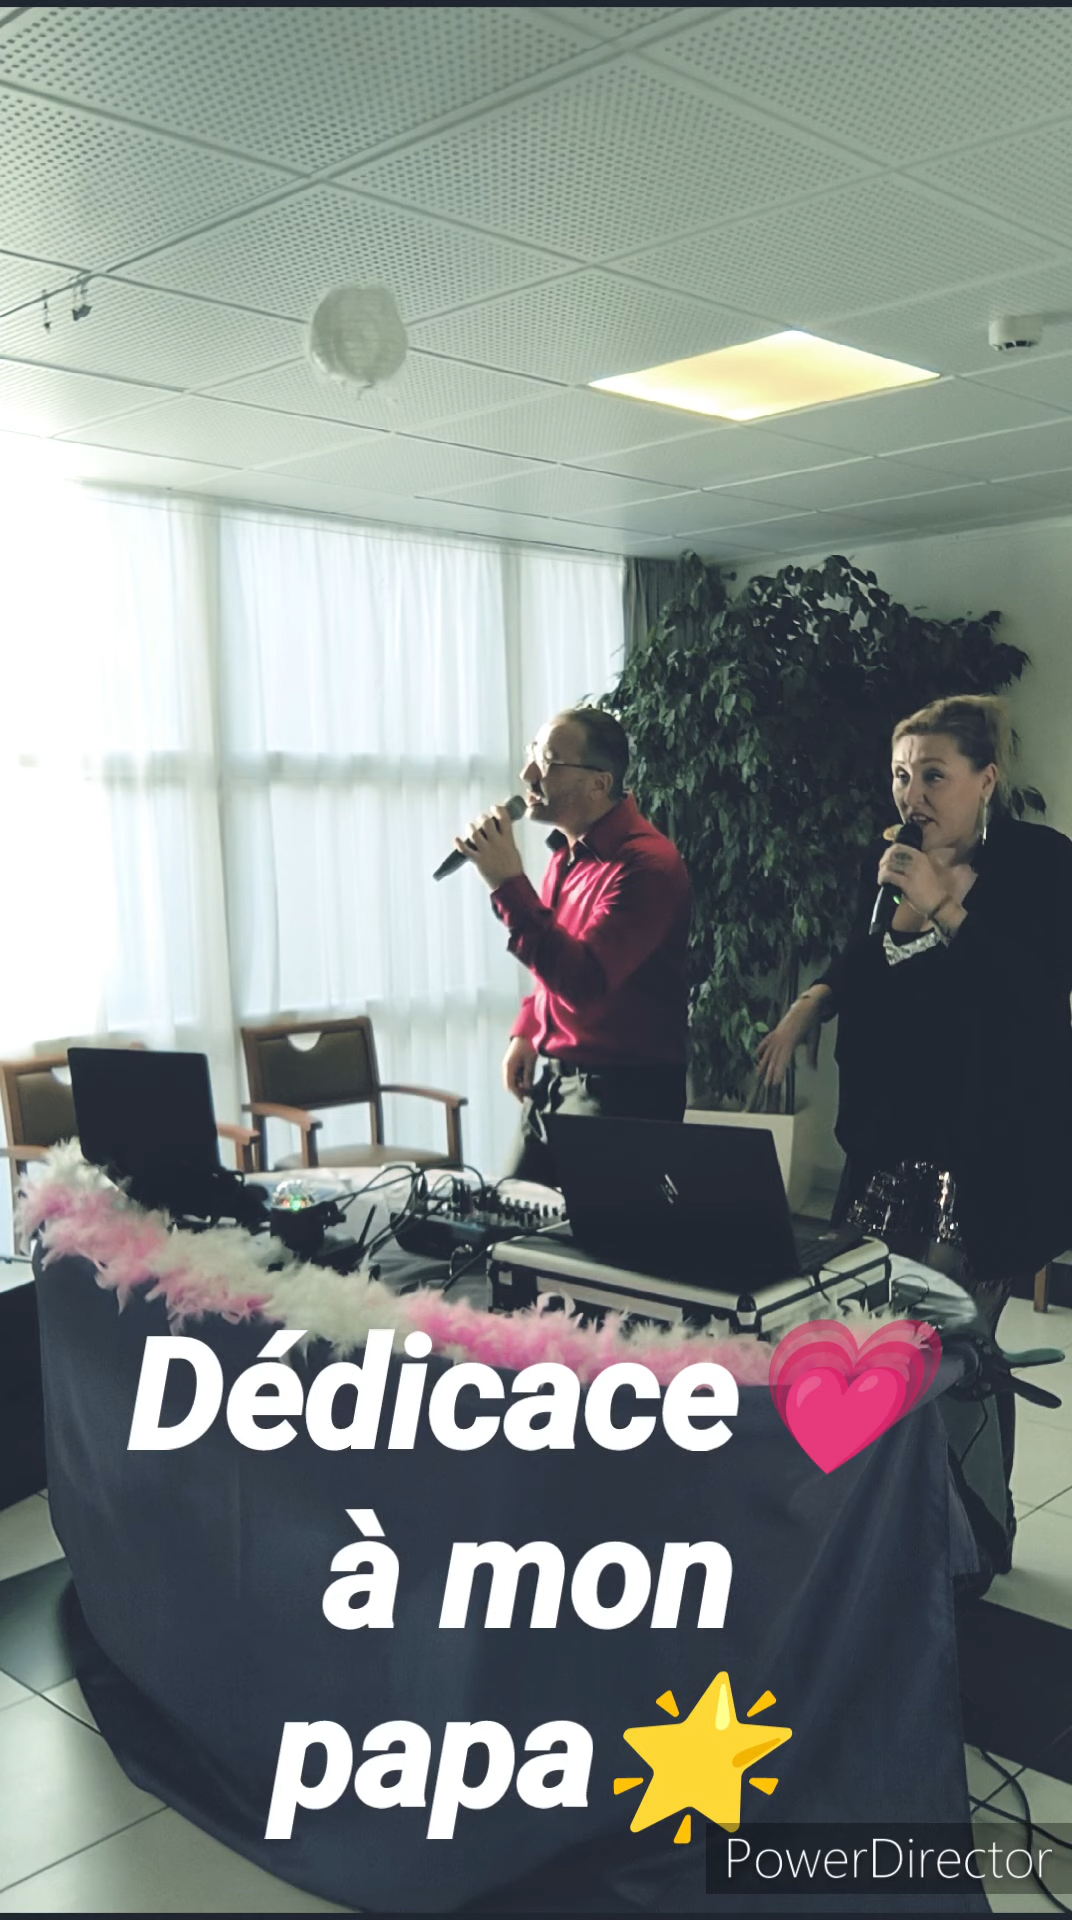 Dédicace 💗
à mon
papa 🌟
PowerDirector